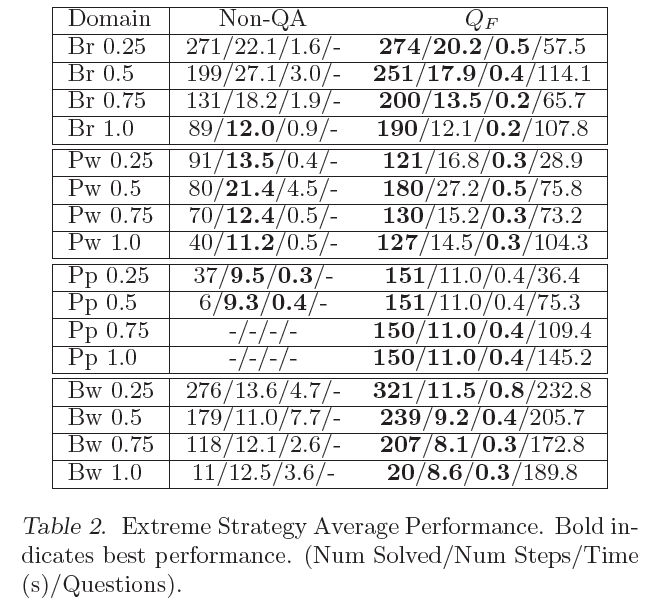 Domain Non-QA Q_F
Br 0.25 271/22.1/1.6/- 274/20.2/0.5/57.5
Br 0.5 199/27.1/3.0/- 251/17.9/0.4/114.1
Br 0.75 131/18.2/1.9/- 200/13.5/0.2/65.7
Br 1.0 89/12.0/0.9/- 190/12.1/0.2/107.8
Pw 0.25 91/13.5/0.4/- 121/16.8/0.3/28.9
Pw 0.5 80/21.4/4.5/- 180/27.2/0.5/75.8
Pw 0.75 70/12.4/0.5/- 130/15.2/0.3/73.2
Pw 1.0 40/11.2/0.5/- 127/14.5/0.3/104.3
Pp 0.25 37/9.5/0.3/- 151/11.0/0.4/36.4
Pp 0.5 6/9.3/0.4/- 151/11.0/0.4/75.3
Pp 0.75 -/-/-/- 150/11.0/0.4/109.4
Pp 1.0 -/-/-/- 150/11.0/0.4/145.2
Bw 0.25 276/13.6/4.7/- 321/11.5/0.8/232.8
Bw 0.5 179/11.0/7.7/- 239/9.2/0.4/205.7
Bw 0.75 118/12.1/2.6/- 207/8.1/0.3/172.8
Bw 1.0 11/12.5/3.6/- 20/8.6/0.3/189.8
Table 2. Extreme Strategy Average Performance. Bold in-
dicates best performance. (Num Solved/Num Steps/Time
(s)/Questions).